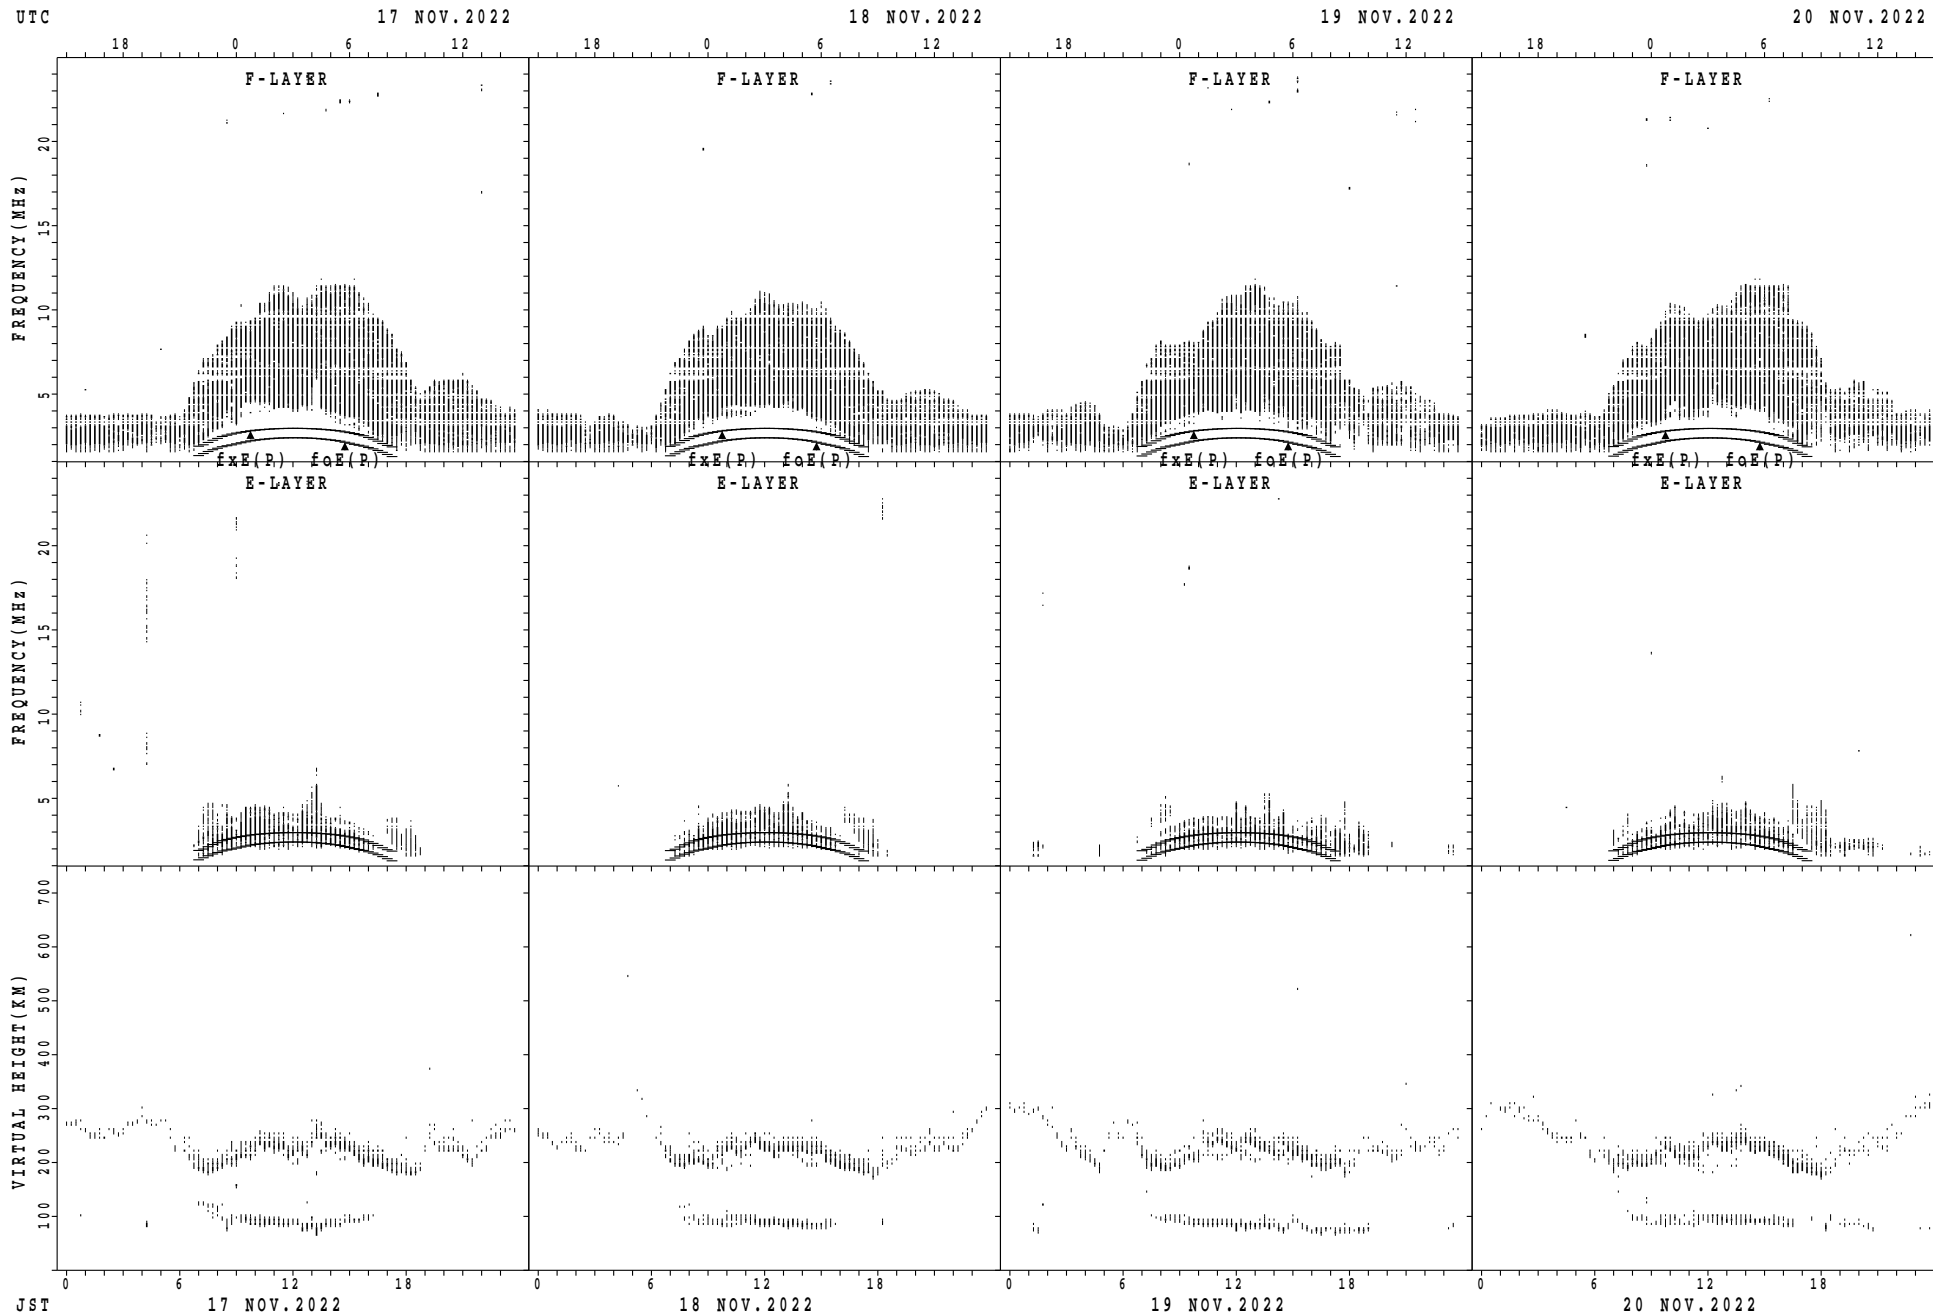 UTC 17 NOV.2022 18 NOV.2022 19 NOV.2022 20 NOV.2022
18 0 6 12 18 0 6 12 18 0 6 12 18 0 6 12
F-LAYER F-LAYER F-LAYER F-LAYER
FREQUENCY(MHz)
20
15
10
5
fxE(P) foE(P) fxE(P) foE(P) fxE(P) foE(P) fxE(P) foE(P)
E-LAYER E-LAYER E-LAYER E-LAYER
FREQUENCY(MHz)
20
15
10
5
VIRTUAL HEIGHT(KM)
700
600
500
400
300
200
100
0 6 12 18 0 6 12 18 0 6 12 18 0 6 12 18
JST 17 NOV.2022 18 NOV.2022 19 NOV.2022 20 NOV.2022